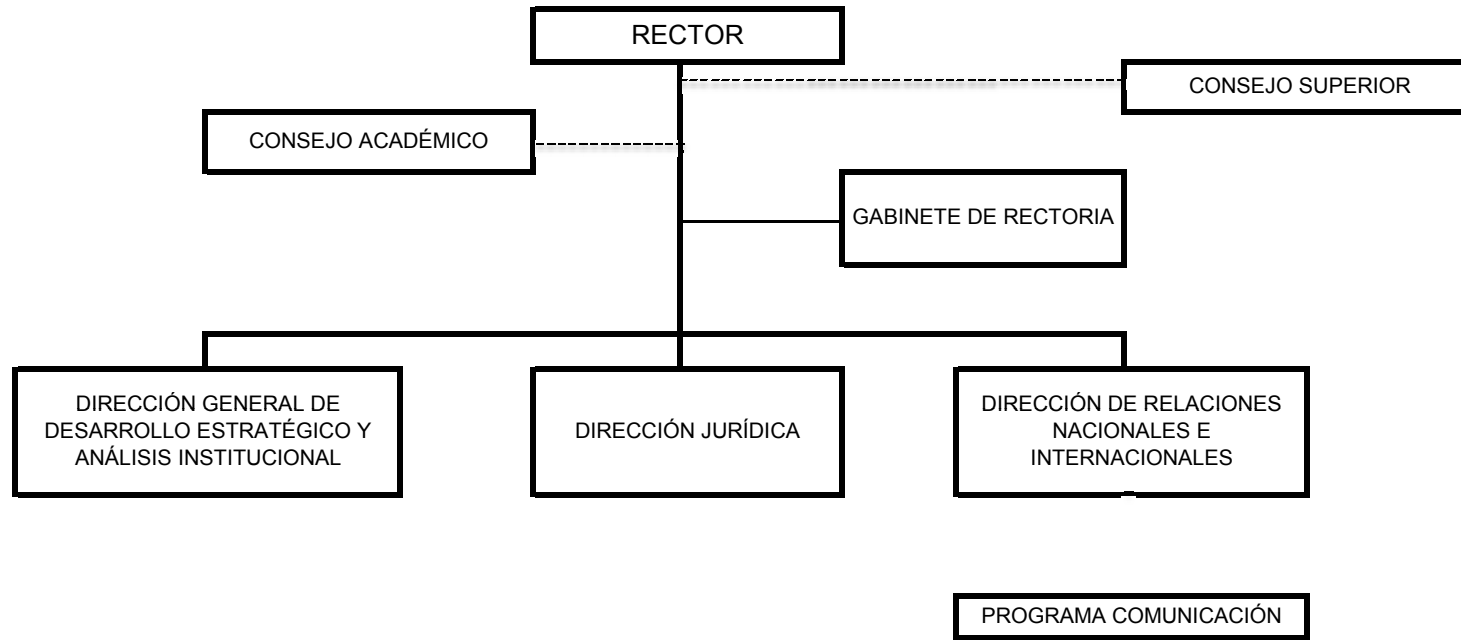 RECTOR
CONSEJO SUPERIOR
CONSEJO ACADÉMICO
GABINETE DE RECTORIA
DIRECCIÓN GENERAL DE
DESARROLLO ESTRATÉGICO Y
ANÁLISIS INSTITUCIONAL
DIRECCIÓN JURÍDICA
DIRECCIÓN DE RELACIONES
NACIONALES E
INTERNACIONALES
PROGRAMA COMUNICACIÓN